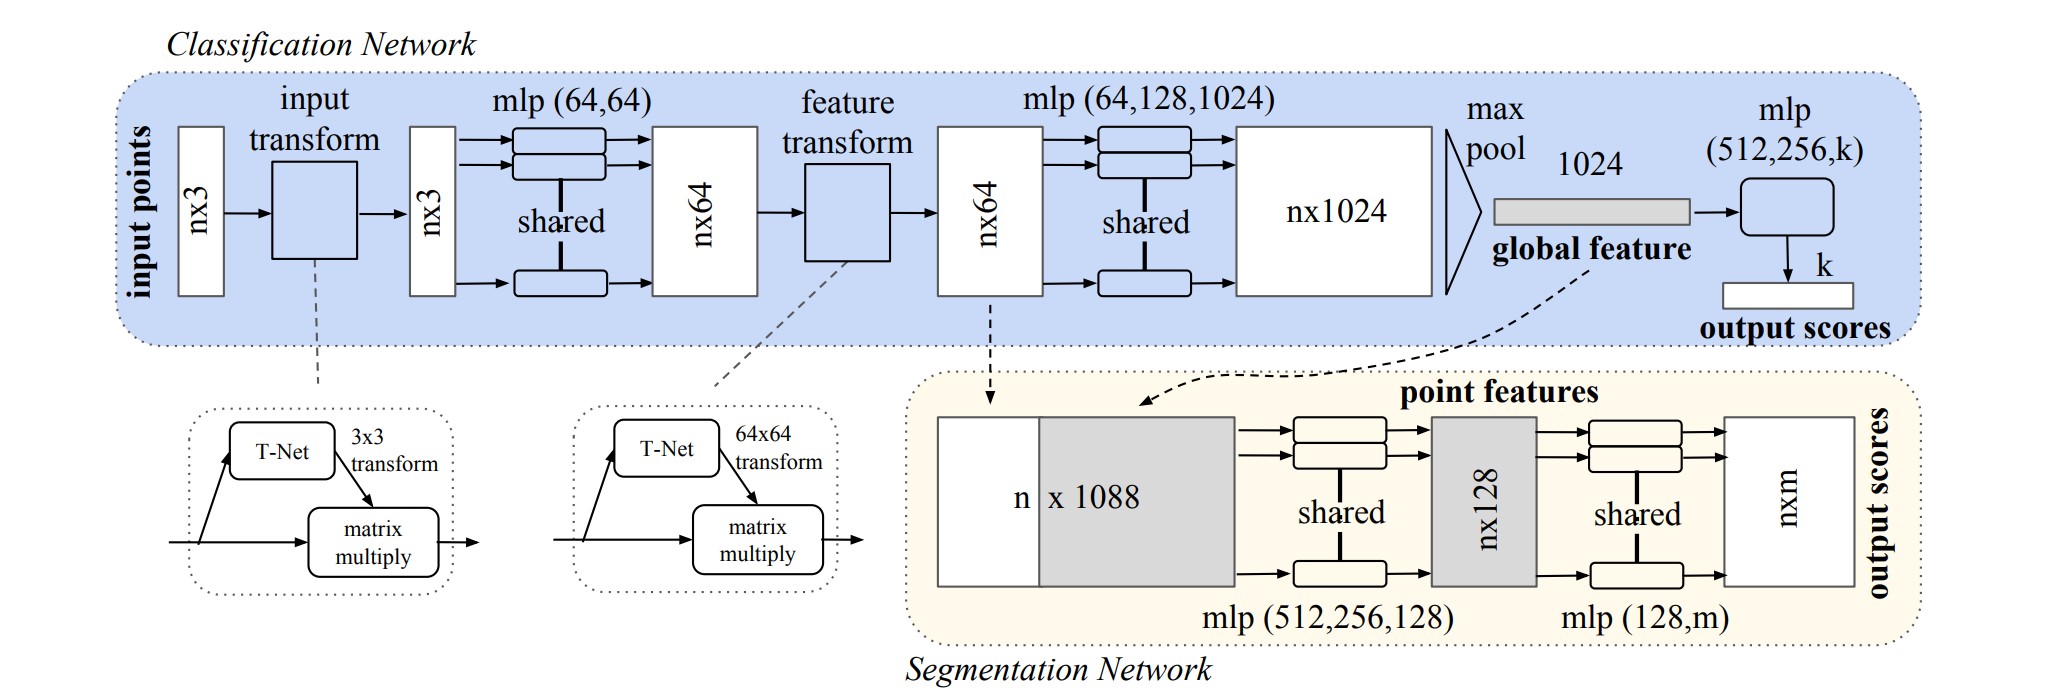 Classification Network
input points
nx3
input
transform
nx3
mlp (64,64)
shared
nx64
feature
transform
nx64
mlp (64,128,1024)
shared
nx1024
max
pool
1024
global feature
mlp
(512,256,k)
k
output scores
T-Net
3x3
transform
matrix
multiply
T-Net
64x64
transform
matrix
multiply
point features
n x 1088
shared
mlp (512,256,128)
nx128
shared
mlp (128,m)
nxm
output scores
Segmentation Network